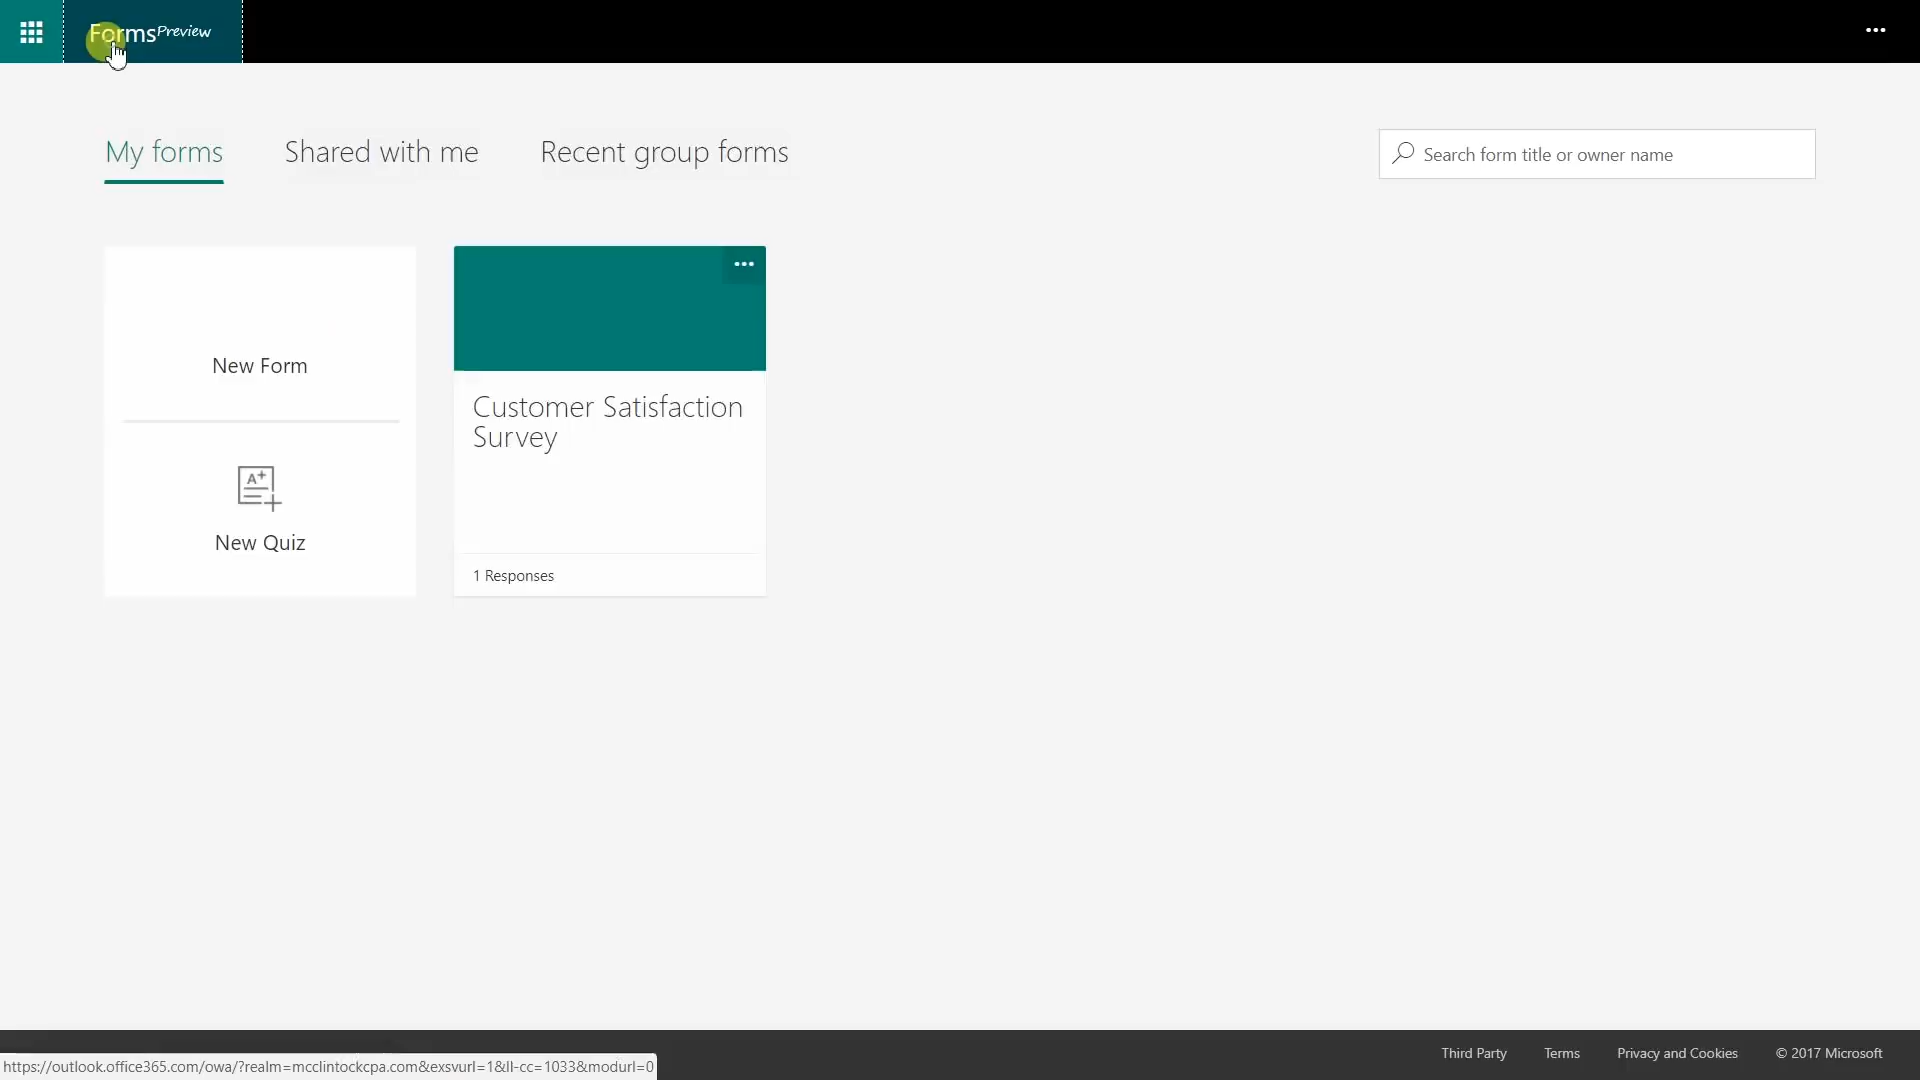 Forms Preview
My forms
Shared with me
Recent group forms
Search form title or owner name
New Form
A+
New Quiz
Customer Satisfaction
Survey
1 Responses
Third Party
Terms
Privacy and Cookies
© 2017 Microsoft
https://outlook.office365.com/owa/?realm=mcclintockcpa.com&exsvurl=1&ll-cc=1033&modurl=0